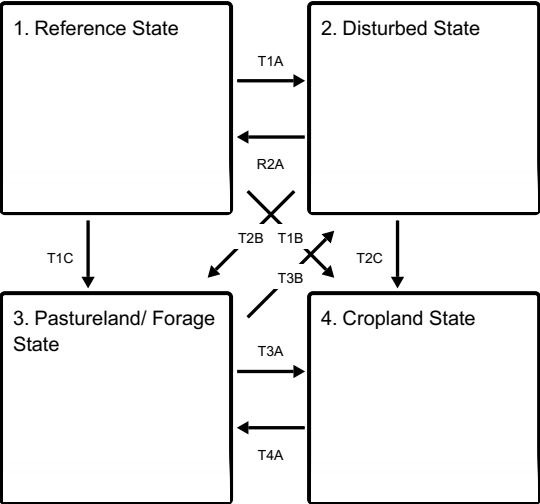 1. Reference State
2. Disturbed State
T1A
R2A
T2B
T1B
T1C
T2C
T3B
3. Pastureland/ Forage
State
4. Cropland State
T3A
T4A